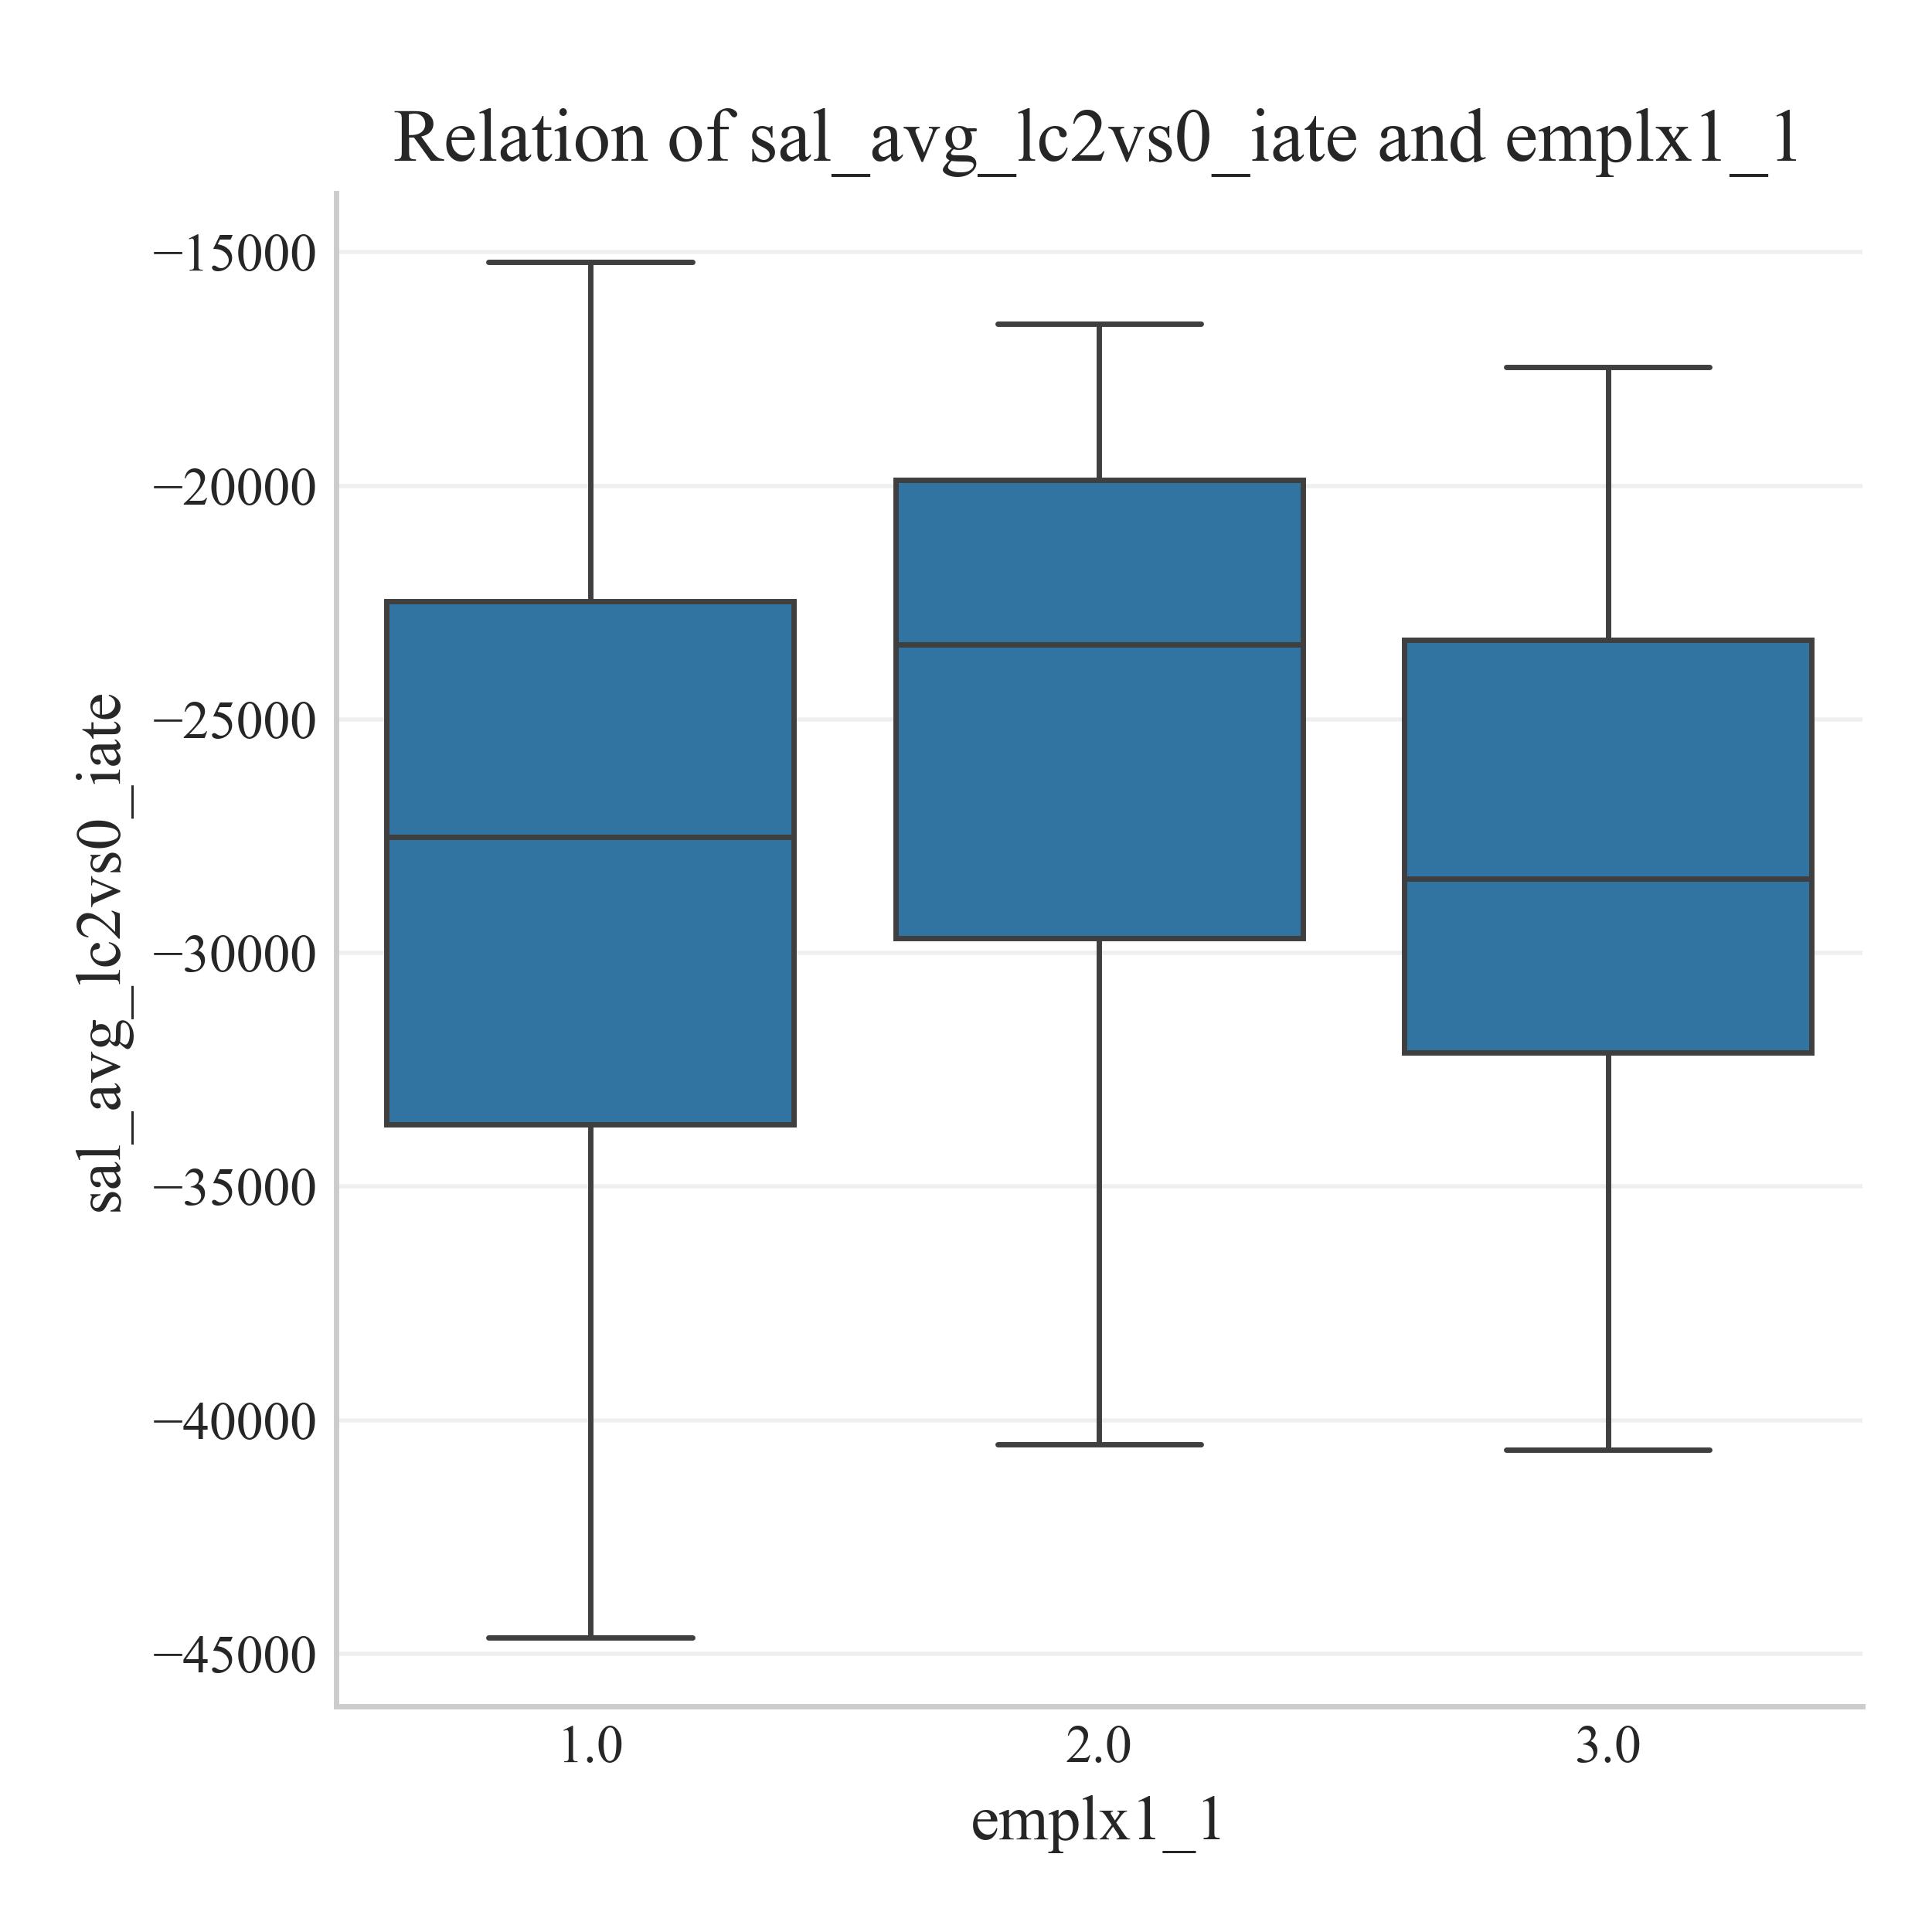 Relation of sal_avg_lc2vs0_iate and emplx1_1
−15000
−20000
−25000
−30000
−35000
−40000
−45000
sal_avg_lc2vs0_iate
1.0 2.0 3.0
emplx1_1